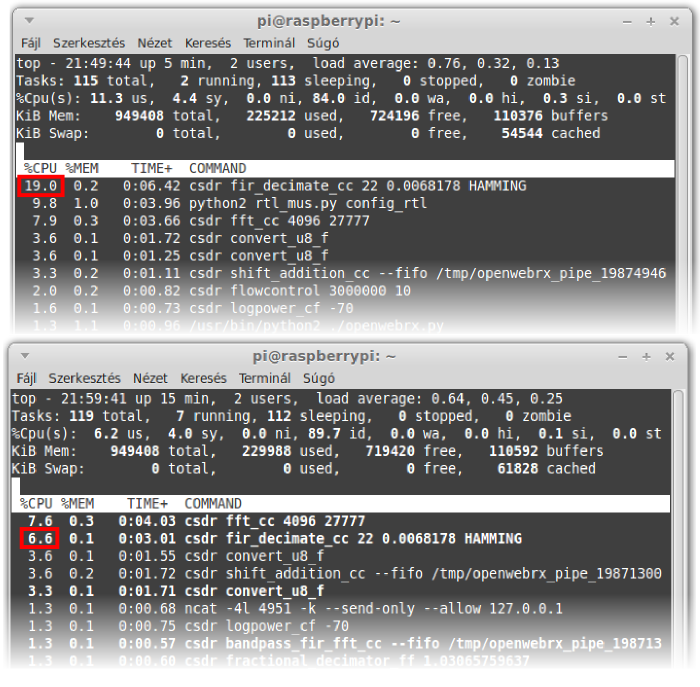 pi@raspberrypi: ~
Fájl Szerkesztés Nézet Keresés Terminál Súgó
top - 21:49:44 up 5 min,  2 users,  load average: 0.76, 0.32, 0.13
Tasks: 115 total,   2 running, 113 sleeping,   0 stopped,   0 zombie
%Cpu(s): 11.3 us,  4.4 sy,  0.0 ni, 84.0 id,  0.0 wa,  0.0 hi,  0.3 si,  0.0 st
KiB Mem:    949408 total,   225212 used,   724196 free,   110376 buffers
KiB Swap:        0 total,        0 used,        0 free,    54544 cached
%CPU %MEM    TIME+  COMMAND
19.0  0.2   0:06.42 csdr fir_decimate_cc 22 0.0068178 HAMMING
9.8  1.0   0:03.96 python2 rtl_mus.py config_rtl
7.9  0.3   0:03.66 csdr fft_cc 4096 27777
3.6  0.1   0:01.72 csdr convert_u8_f
3.6  0.1   0:01.25 csdr convert_u8_f
3.3  0.2   0:01.11 csdr shift_addition_cc --fifo /tmp/openwebrx_pipe_19874946
2.0  0.2   0:00.82 csdr flowcontrol 3000000 10
1.6  0.1   0:00.73 csdr logpower_cf -70
1.3  1.1   0:00.96 /usr/bin/python2 ./openwebrx.py
pi@raspberrypi: ~
Fájl Szerkesztés Nézet Keresés Terminál Súgó
top - 21:59:41 up 15 min,  2 users,  load average: 0.64, 0.45, 0.25
Tasks: 119 total,   7 running, 112 sleeping,   0 stopped,   0 zombie
%Cpu(s):  6.2 us,  4.0 sy,  0.0 ni, 89.7 id,  0.0 wa,  0.0 hi,  0.1 si,  0.0 st
KiB Mem:    949408 total,   229988 used,   719420 free,   110592 buffers
KiB Swap:        0 total,        0 used,        0 free,    61828 cached
%CPU %MEM    TIME+  COMMAND
7.6  0.3   0:04.03 csdr fft_cc 4096 27777
6.6  0.1   0:03.01 csdr fir_decimate_cc 22 0.0068178 HAMMING
3.6  0.1   0:01.55 csdr convert_u8_f
3.6  0.2   0:01.72 csdr shift_addition_cc --fifo /tmp/openwebrx_pipe_19871300
3.3  0.1   0:01.71 csdr convert_u8_f
1.3  0.1   0:00.68 ncat -4l 4951 -k --send-only --allow 127.0.0.1
1.3  0.1   0:00.75 csdr logpower_cf -70
1.3  0.1   0:00.57 csdr bandpass_fir_fft_cc --fifo /tmp/openwebrx_pipe_198713
1.3  0.1   0:00.60 csdr fractional_decimator_ff 1.03065759637